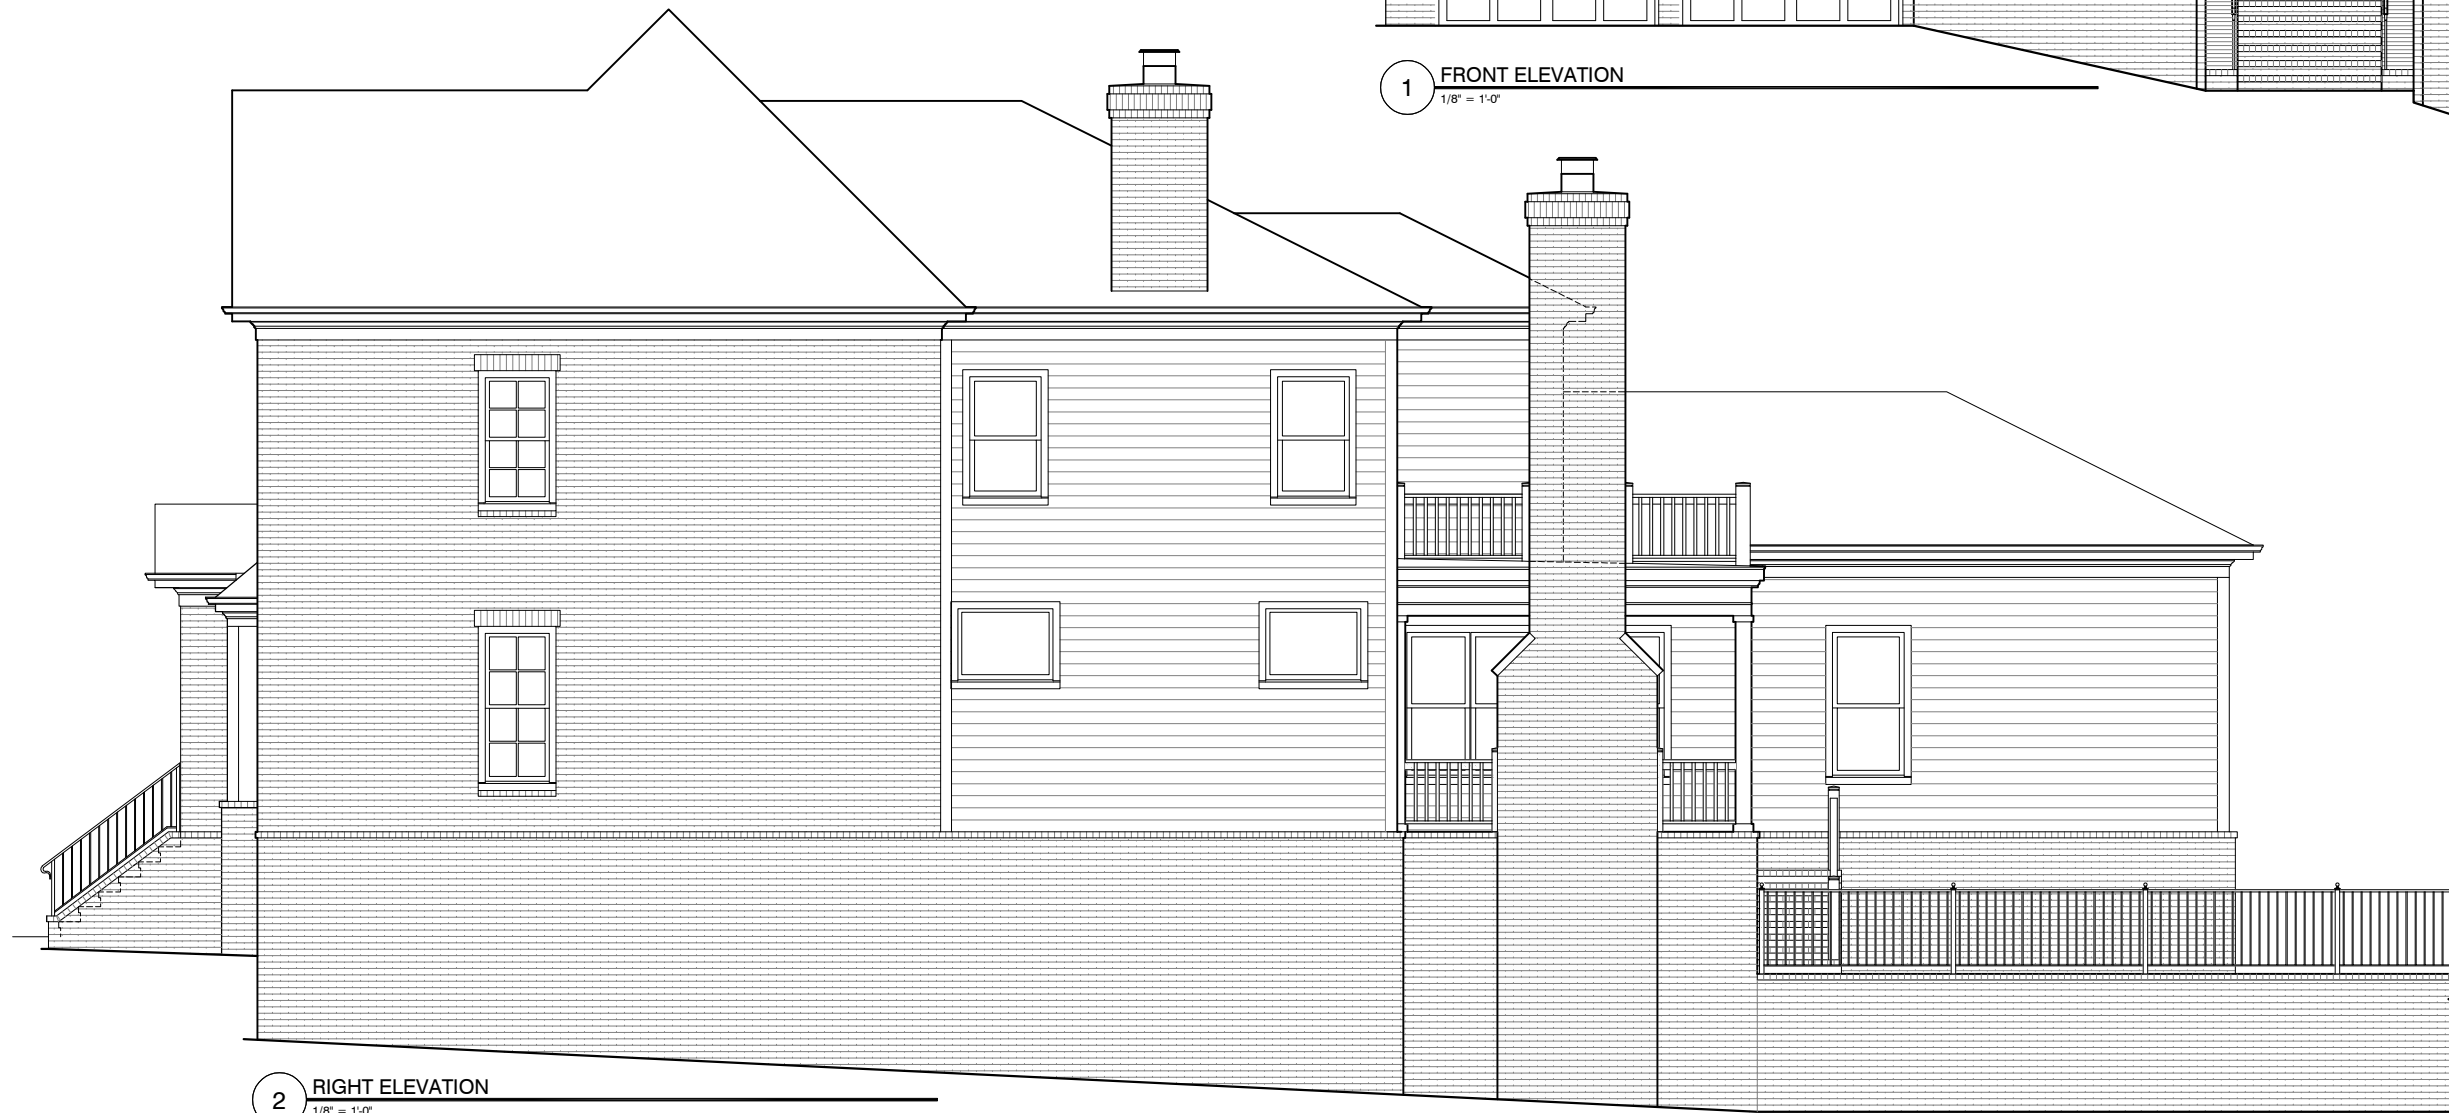 1
FRONT ELEVATION
1/8" = 1'-0"
2
RIGHT ELEVATION
1/8" = 1'-0"